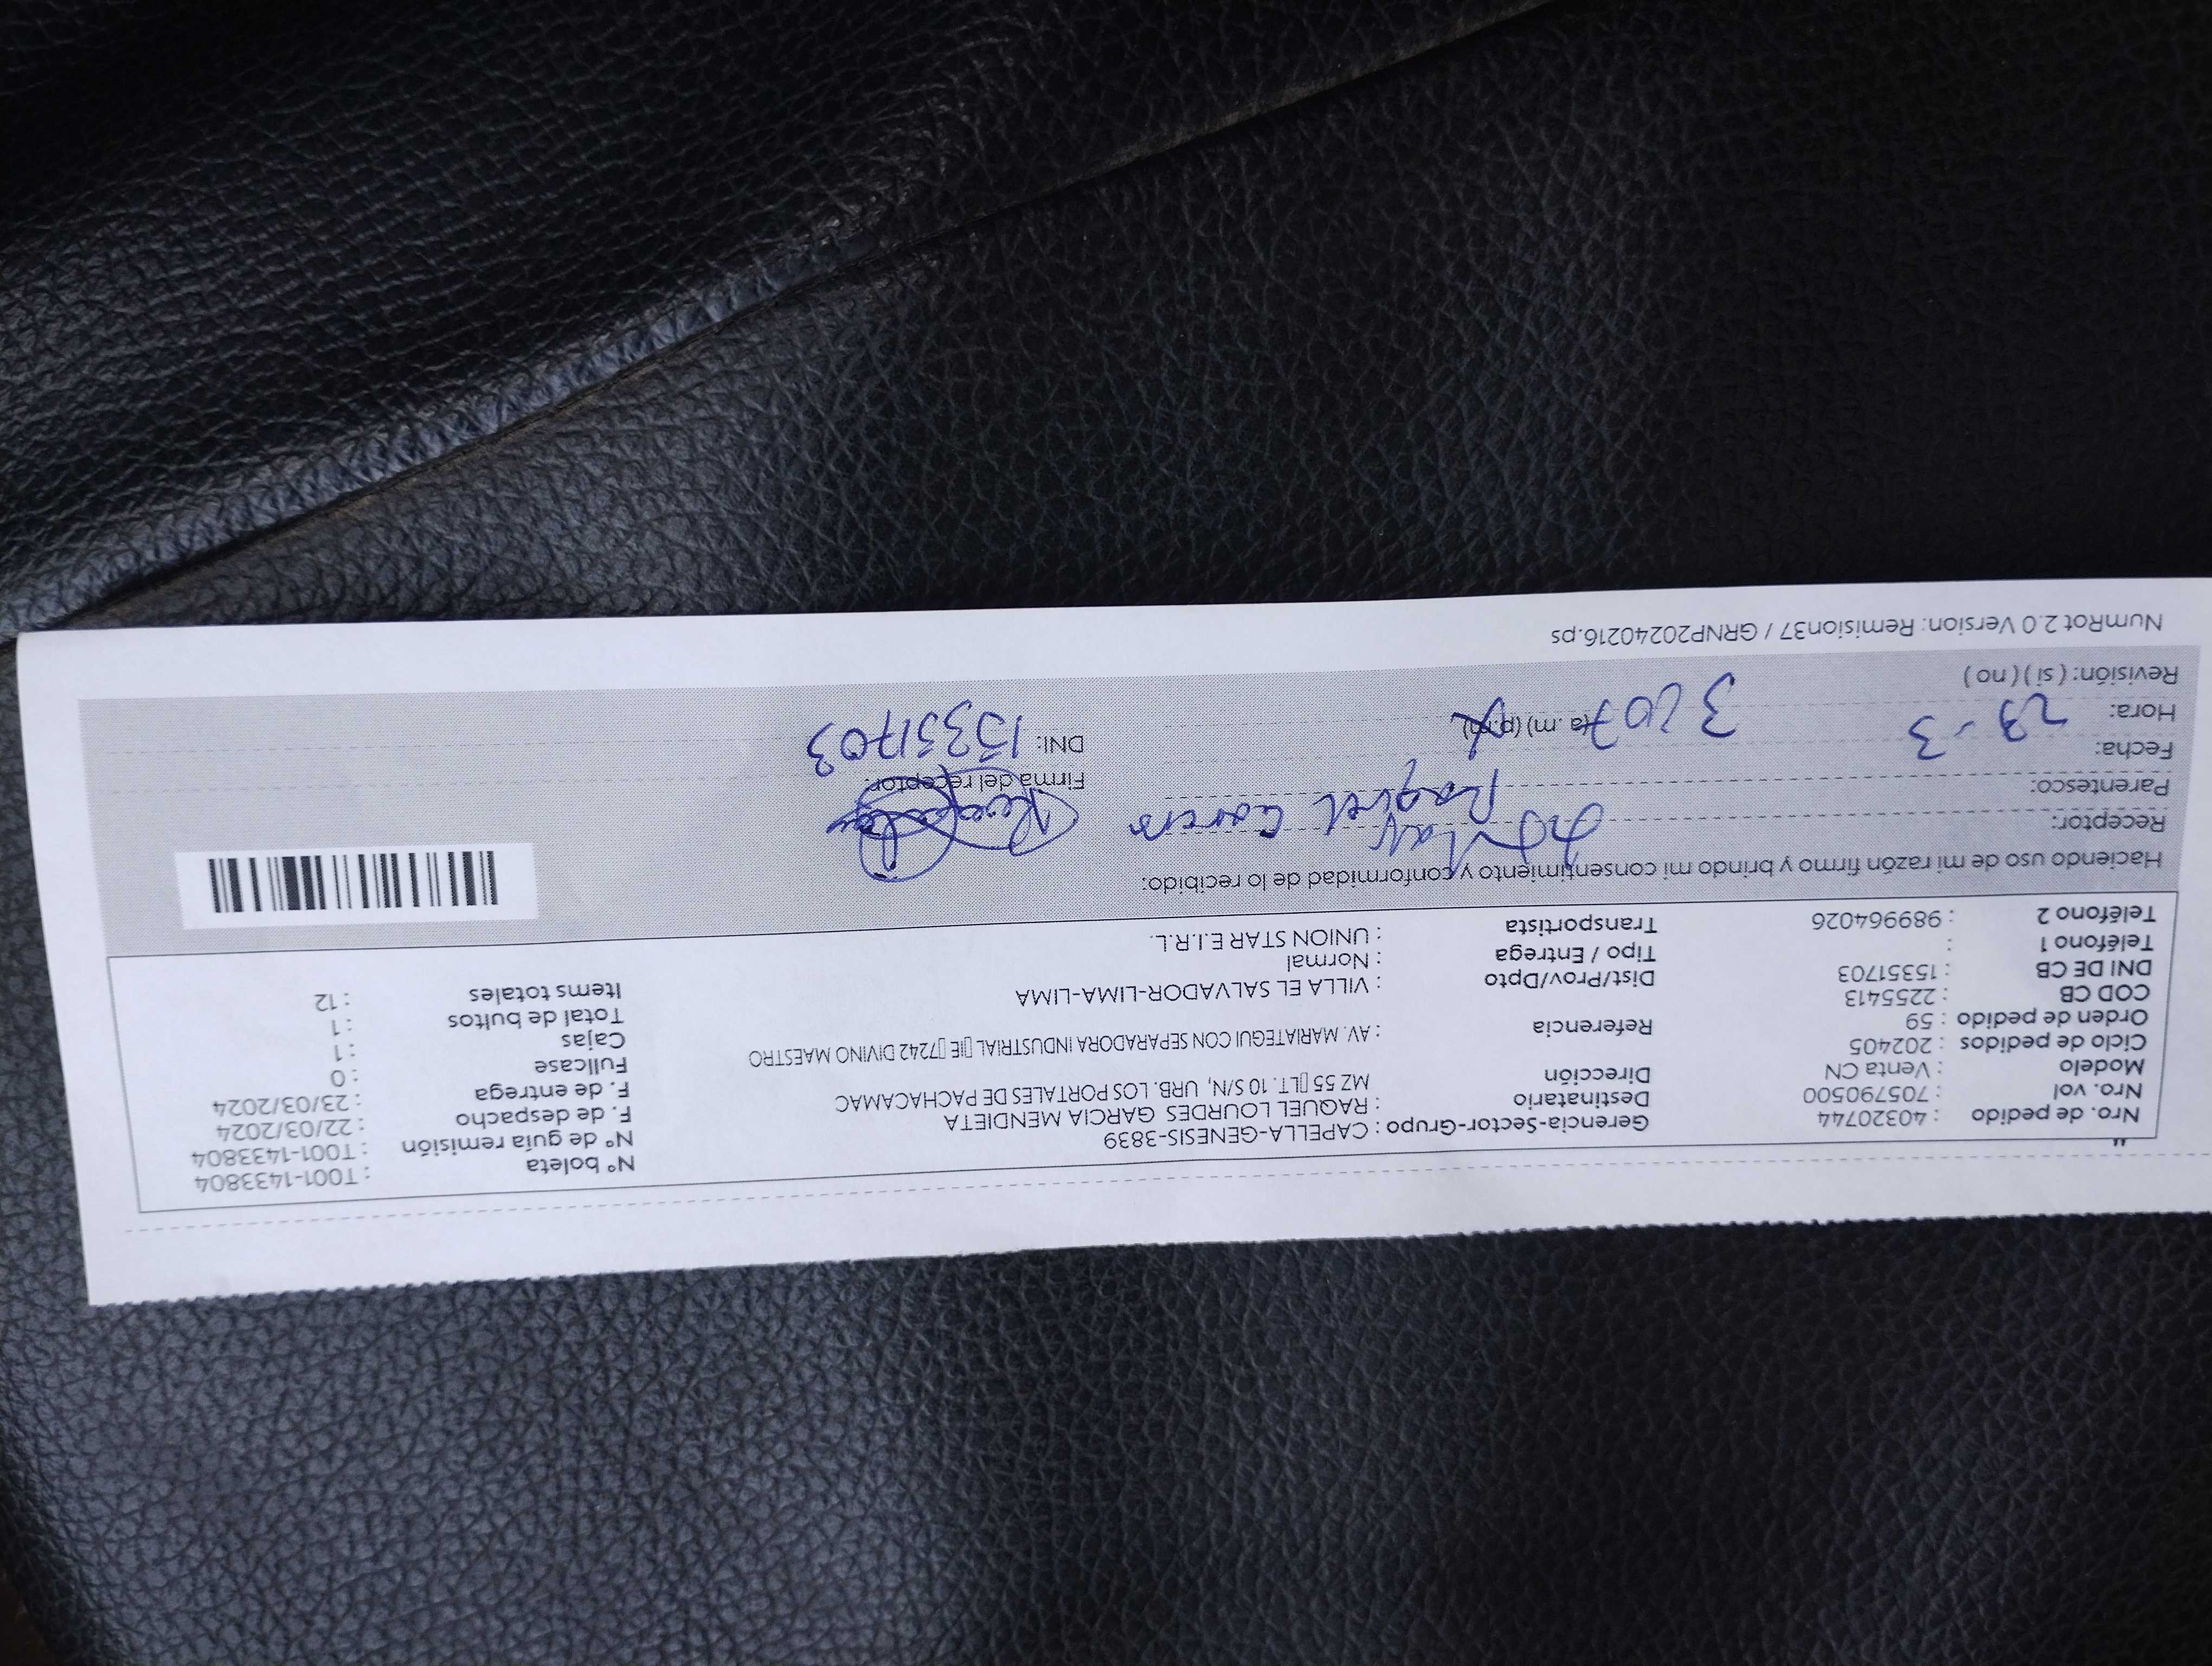 Nro. de pedido : 40320744 Gerencia-Sector-Grupo : CAPELLA-GENESIS-3839 N° boleta : T001-1433804
Nro. vol : 705790500 Destinatario : RAQUEL LOURDES GARCIA MENDIETA N° de guía remisión : T001-1433804
Modelo : Venta CN Dirección MZ 55 ▯LT. 10 S/N, URB. LOS PORTALES DE PACHACAMAC F. de despacho : 22/03/2024
Ciclo de pedidos : 202405 F. de entrega : 23/03/2024
Orden de pedido : 59 Referencia : AV. MARIATEGUI CON SEPARADORA INDUSTRIAL ▯IE▯ ▯7242 DIVINO MAESTRO Fullcase : 0
COD CB : 2255413 Cajas : 1
DNI DE CB : 15351703 Dist/Prov/Dpto : VILLA EL SALVADOR-LIMA-LIMA Total de bultos : 1
Teléfono 1 : Tipo / Entrega : Normal Items totales : 12
Teléfono 2 : 989964026 Transportista : UNION STAR E.I.R.L.
Haciendo uso de mi razón firmo y brindo mi consentimiento y conformidad de lo recibido:
Receptor: Raquel Garcia
Parentesco: Firma del receptor:
Fecha: 23-3 DNI: 15351703
Hora: (a.m) (p.m)
Revisión: ( si ) ( no )
NumRot 2.0 Version: Remision37 / GRNP20240216.ps